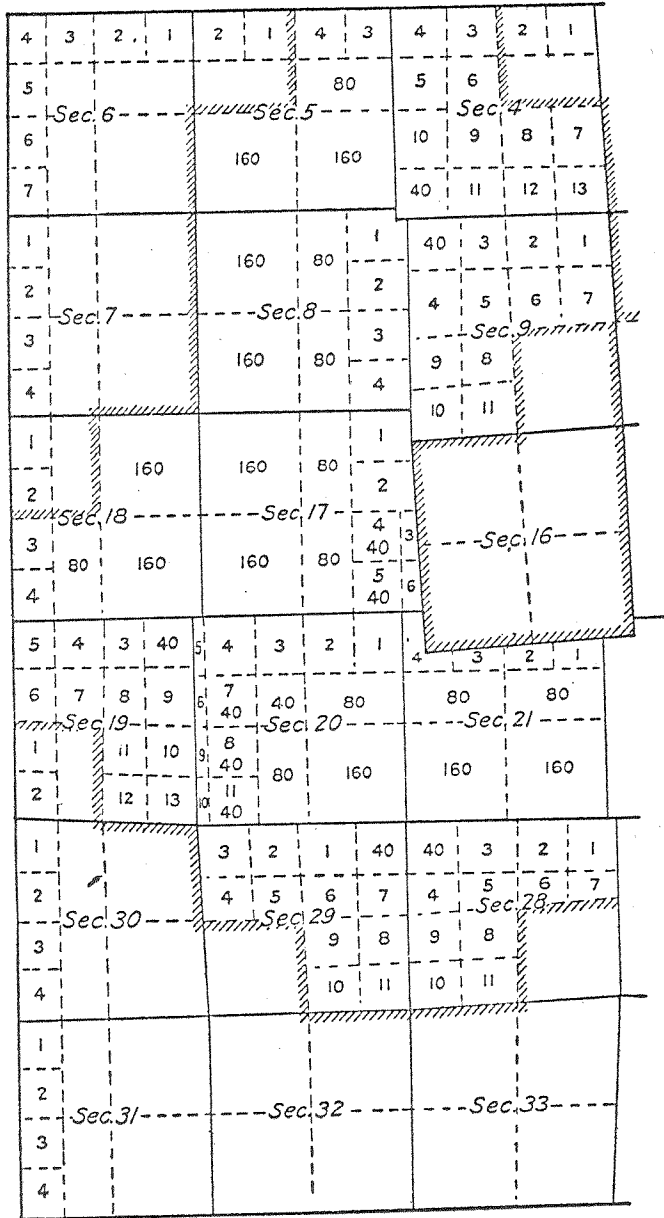 4 3 2. 1 2 1 4 3 4 3 2 1
5 80 5 6
Sec. 6 Sec. 5 Sec. 4
6 160 160 10 9 8 7
7 40 11 12 13
1 160 80 1 40 3 2 1
2 2 4 5 6 7
Sec. 7 Sec. 8 Sec. 9
3 160 80 3 9 8
4 4 10 11
1 160 160 80 1
2 2
Sec. 18 Sec. 17 Sec. 16
3 80 160 160 80 4 40 3
4 5 40 6
5 4 3 40 5 4 3 2 1 4 3 2 1
6 7 8 9 6 7 40 40 80 80 80
Sec. 19 Sec. 20 Sec. 21
1 11 10 9 8 40 80 160 160 160
2 12 13 10 11 40
1 3 2 1 40 40 3 2 1
2 4 5 6 7 4 5 6 7
Sec. 30 Sec. 29 Sec. 28
3 9 8 9 8
4 10 11 10 11
1
2
Sec. 31 Sec. 32 Sec. 33
3
4